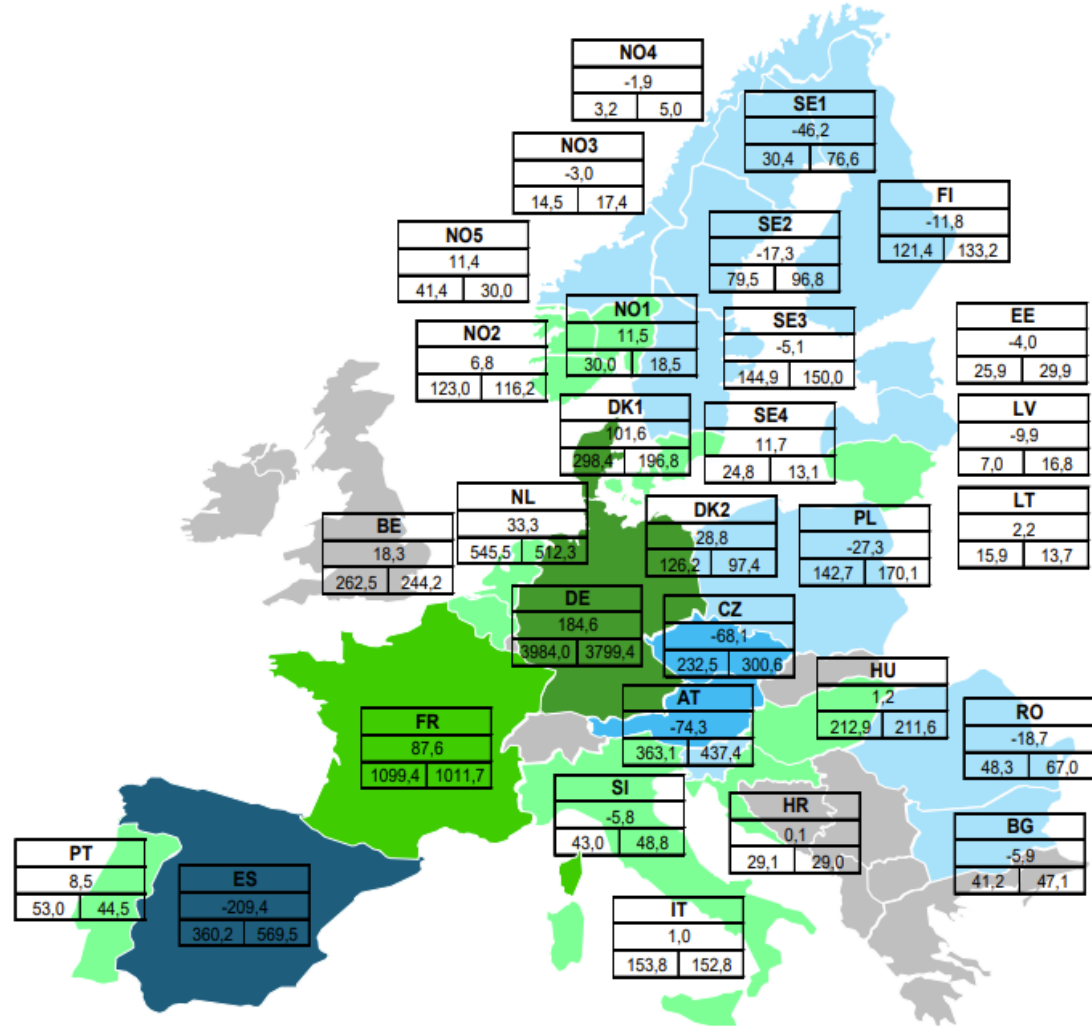 NO4
-1,9
3,2 5,0
SE1
-46,2
30,4 76,6
NO3
-3,0
14,5 17,4
FI
-11,8
121,4 133,2
SE2
-17,3
79,5 96,8
NO5
11,4
41,4 30,0
NO1
11,5
30,0 18,5
SE3
-5,1
144,9 150,0
EE
-4,0
25,9 29,9
NO2
6,8
123,0 116,2
DK1
101,6
298,4 196,8
SE4
11,7
24,8 13,1
LV
-9,9
7,0 16,8
NL
33,3
545,5 512,3
LT
2,2
15,9 13,7
DK2
28,8
126,2 97,4
PL
-27,3
142,7 170,1
BE
18,3
262,5 244,2
DE
184,6
3984,0 3799,4
CZ
-68,1
232,5 300,6
HU
1,2
212,9 211,6
AT
-74,3
363,1 437,4
RO
-18,7
48,3 67,0
FR
87,6
1099,4 1011,7
SI
-5,8
43,0 48,8
HR
0,1
29,1 29,0
BG
-5,9
41,2 47,1
PT
8,5
53,0 44,5
ES
-209,4
360,2 569,5
IT
1,0
153,8 152,8